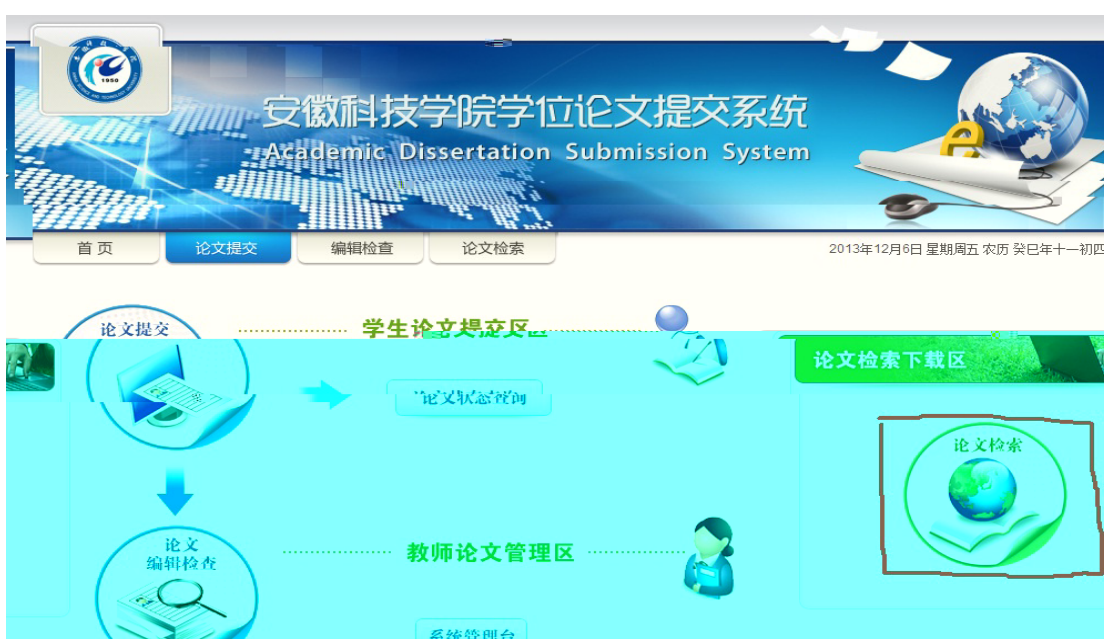 安徽科技学院学位论文提交系统
Academic Dissertation Submission System
首 页
论文提交
编辑检查
论文检索
2013年12月6日 星期周五 农历 癸巳年十一初四
论文提交
学生论文提交区
论文检索下载区
论文状态查询
论文检索
论文
编辑检查
教师论文管理区
系统管理台
1950